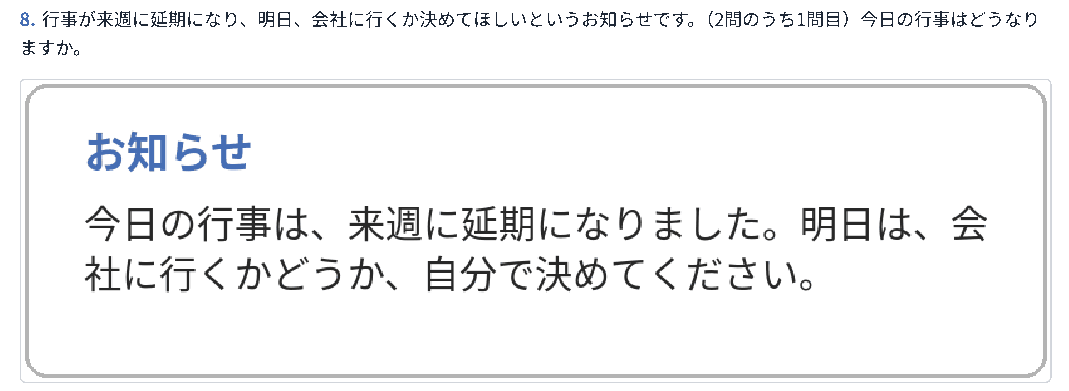 8. 行事が来週に延期になり、明日、会社に行くか決めてほしいというお知らせです。（2問のうち1問目）今日の行事はどうなり
ますか。
お知らせ
今日の行事は、来週に延期になりました。明日は、会
社に行くかどうか、自分で決めてください。